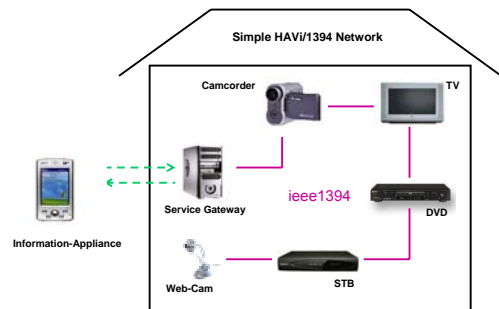 Simple HAVi/1394 Network
Camcorder
TV
ieee1394
Service Gateway
DVD
Information-Appliance
Web-Cam
STB